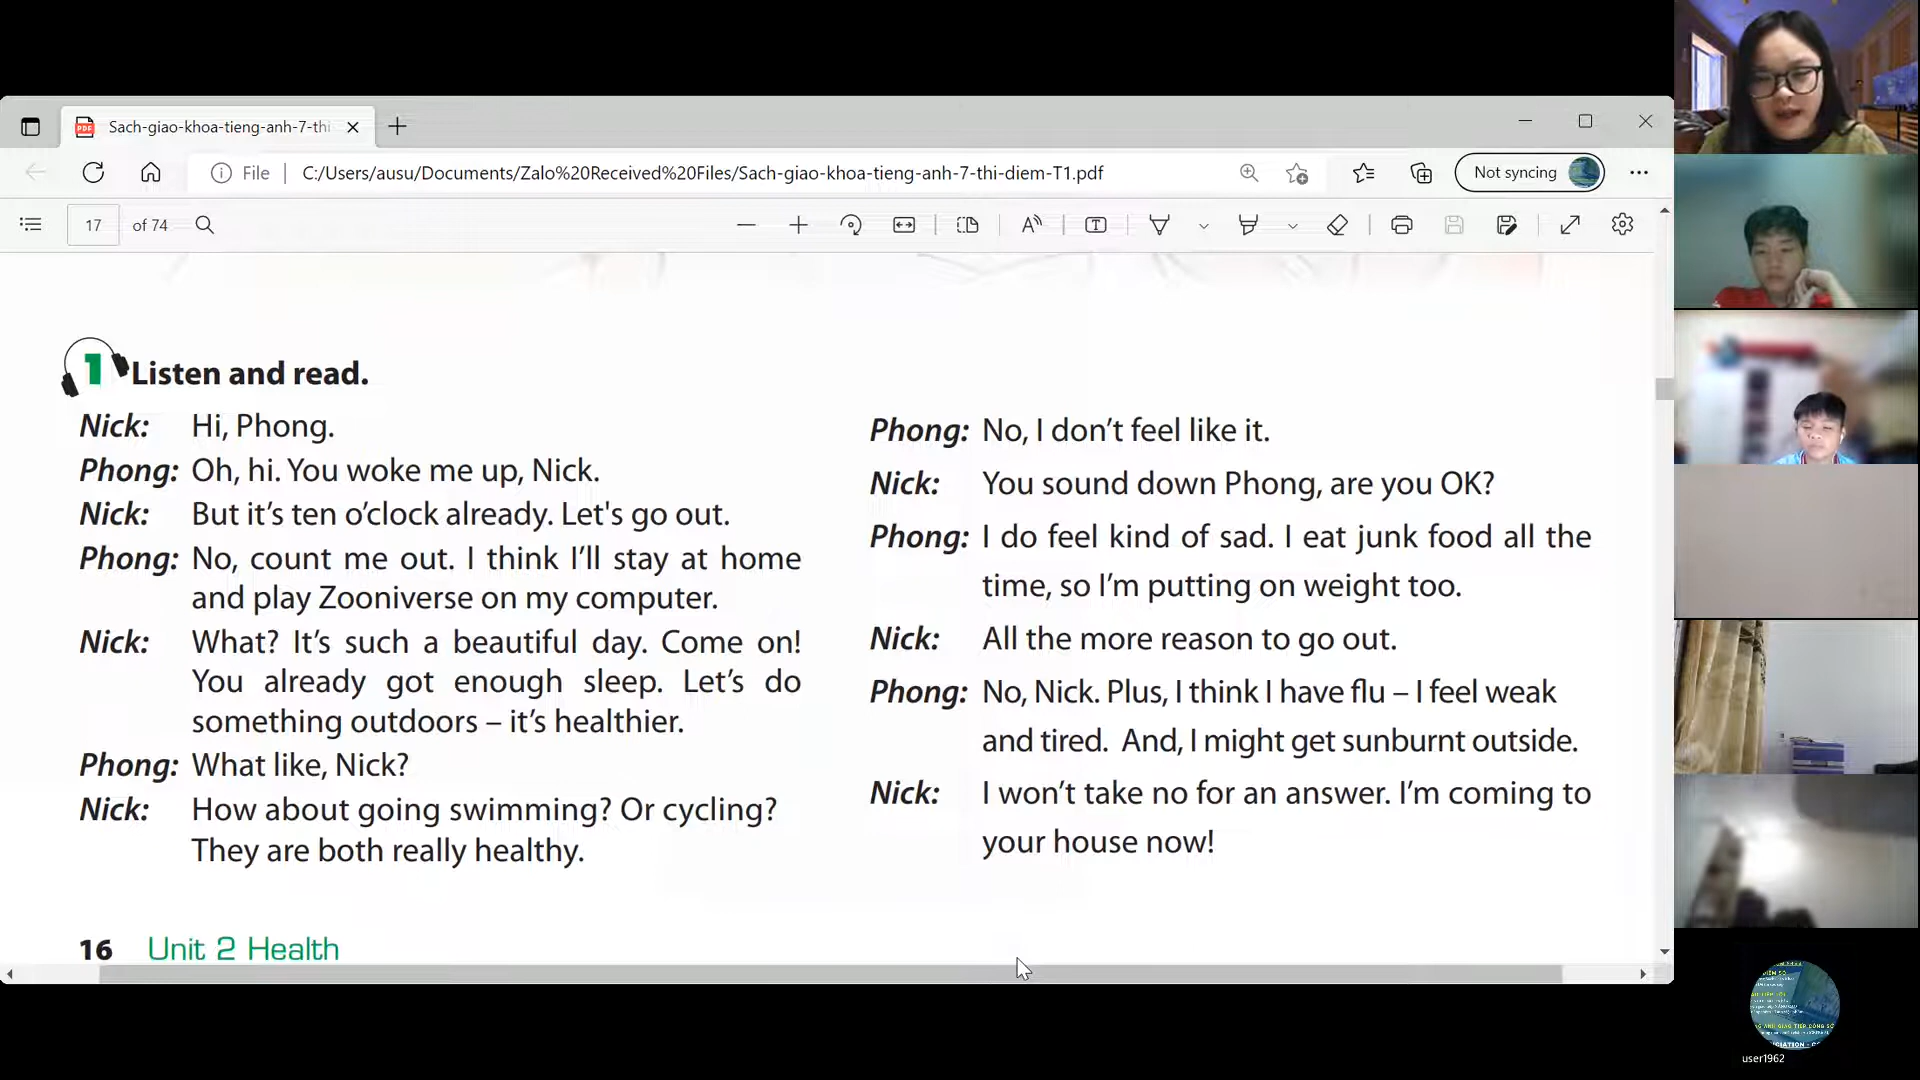 Sach-giao-khoa-tieng-anh-7-thi
File
C:/Users/ausu/Documents/Zalo%20Received%20Files/Sach-giao-khoa-tieng-anh-7-thi-diem-T1.pdf
Not syncing
17 of 74
1 Listen and read.
Nick: Hi, Phong.
Phong: Oh, hi. You woke me up, Nick.
Nick: But it’s ten o’clock already. Let's go out.
Phong: No, count me out. I think I’ll stay at home
and play Zooniverse on my computer.
Nick: What? It’s such a beautiful day. Come on!
You already got enough sleep. Let’s do
something outdoors – it’s healthier.
Phong: What like, Nick?
Nick: How about going swimming? Or cycling?
They are both really healthy.
Phong: No, I don’t feel like it.
Nick: You sound down Phong, are you OK?
Phong: I do feel kind of sad. I eat junk food all the
time, so I’m putting on weight too.
Nick: All the more reason to go out.
Phong: No, Nick. Plus, I think I have flu – I feel weak
and tired. And, I might get sunburnt outside.
Nick: I won’t take no for an answer. I’m coming to
your house now!
16 Unit 2 Health
user1962